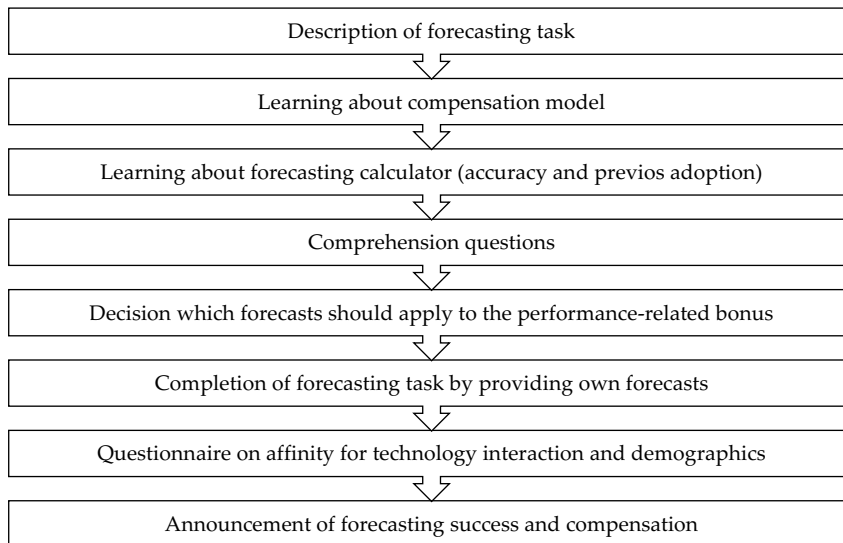 Description of forecasting task
Learning about compensation model
Learning about forecasting calculator (accuracy and previos adoption)
Comprehension questions
Decision which forecasts should apply to the performance-related bonus
Completion of forecasting task by providing own forecasts
Questionnaire on affinity for technology interaction and demographics
Announcement of forecasting success and compensation